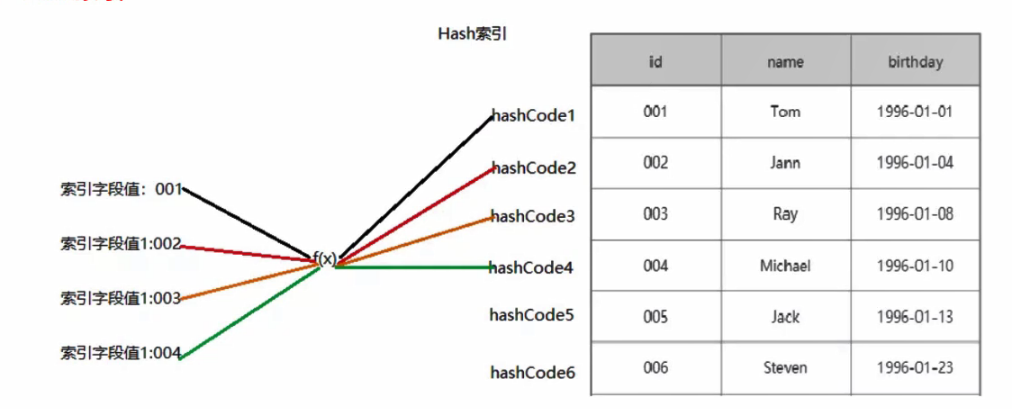 Hash索引
id name birthday
hashCode1 001 Tom 1996-01-01
hashCode2 002 Jann 1996-01-04
索引字段值：001
hashCode3 003 Ray 1996-01-08
索引字段值1:002
f(x)
hashCode4 004 Michael 1996-01-10
索引字段值1:003
hashCode5 005 Jack 1996-01-13
索引字段值1:004
hashCode6 006 Steven 1996-01-23